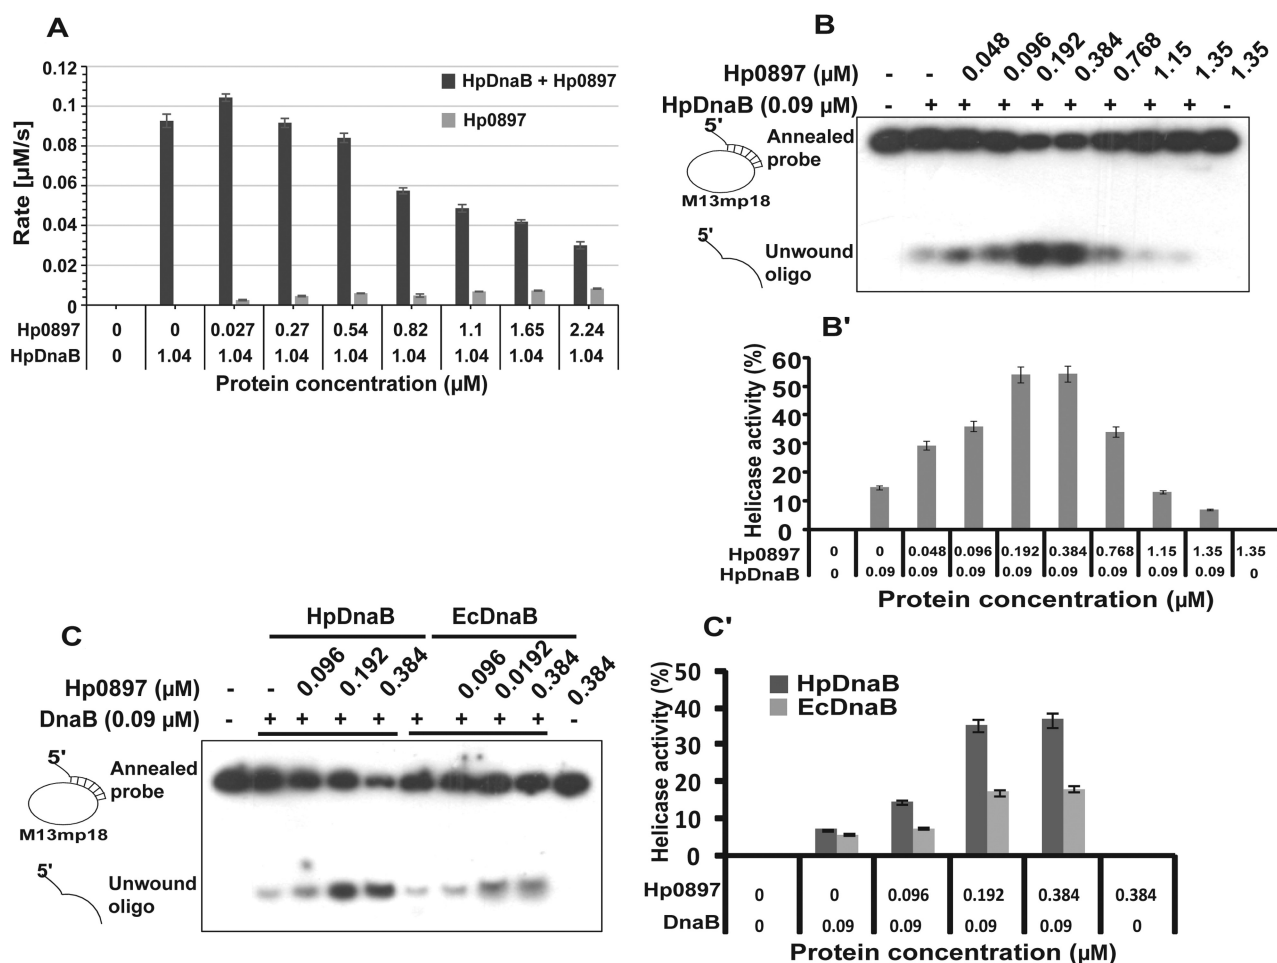 A
Rate [µM/s]
0.12
0.1
0.08
0.06
0.04
0.02
0
HpDnaB + Hp0897
Hp0897
Hp0897 0 0 0.027 0.27 0.54 0.82 1.1 1.65 2.24
HpDnaB 0 1.04 1.04 1.04 1.04 1.04 1.04 1.04 1.04
Protein concentration (µM)
B
Hp0897 (µM) - - 0.048 0.096 0.192 0.384 0.768 1.15 1.35 1.35
HpDnaB (0.09 µM) - + + + + + + + + -
5'
Annealed
probe
M13mp18
5'
Unwound
oligo
B'
Helicase activity (%)
60
50
40
30
20
10
0
Hp0897 0 0 0.048 0.096 0.192 0.384 0.768 1.15 1.35 1.35
HpDnaB 0 0.09 0.09 0.09 0.09 0.09 0.09 0.09 0.09 0
Protein concentration (µM)
C
HpDnaB EcDnaB
Hp0897 (µM) - - 0.096 0.192 0.384 0.096 0.0192 0.384 0.384
DnaB (0.09 µM) - + + + + + + + + -
5'
Annealed
probe
M13mp18
5'
Unwound
oligo
C'
Helicase activity (%)
50
40
30
20
10
0
HpDnaB
EcDnaB
Hp0897 0 0 0.096 0.192 0.384 0.384
DnaB 0 0.09 0.09 0.09 0.09 0
Protein concentration (µM)